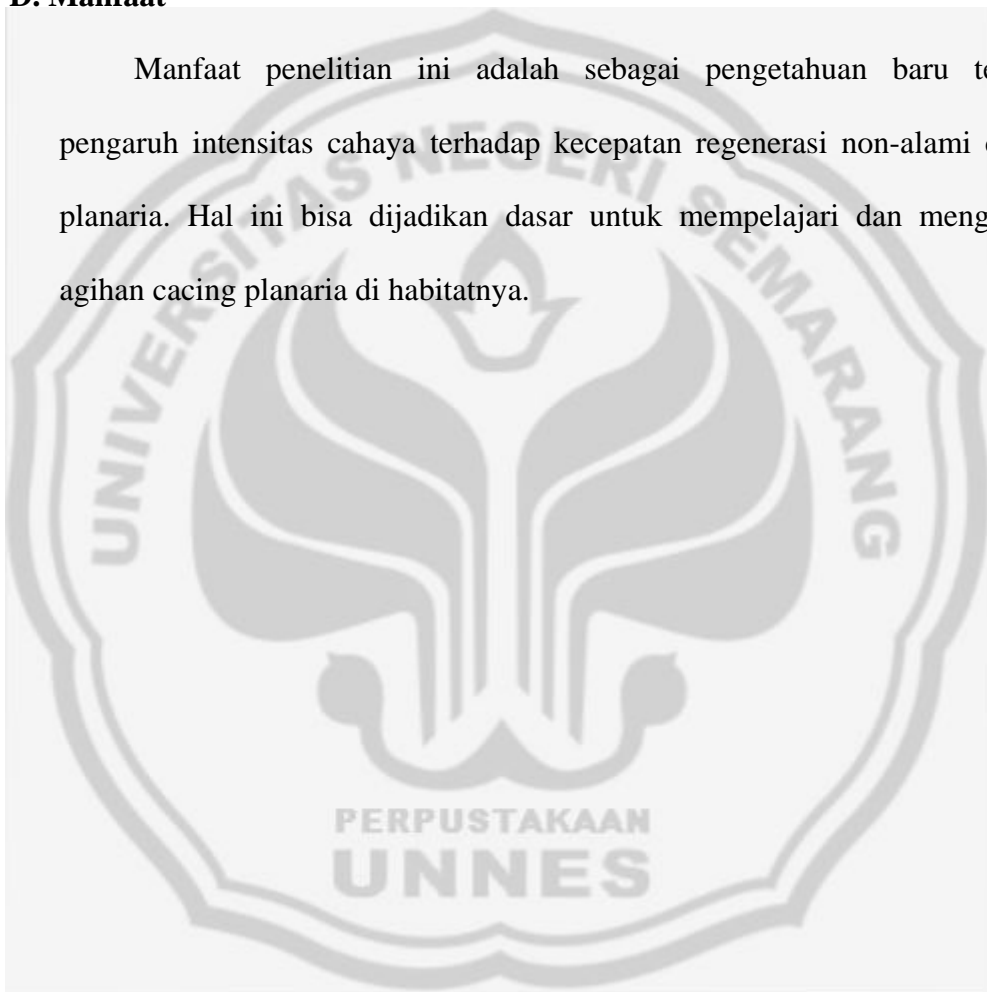 D. Manfaat
Manfaat penelitian ini adalah sebagai pengetahuan baru
pengaruh intensitas cahaya terhadap kecepatan regenerasi non-alami
planaria. Hal ini bisa dijadikan dasar untuk mempelajari dan
agihan cacing planaria di habitatnya.
UNIVERSITAS NEGERI SEMARANG
PERPUSTAKAAN
UNNES